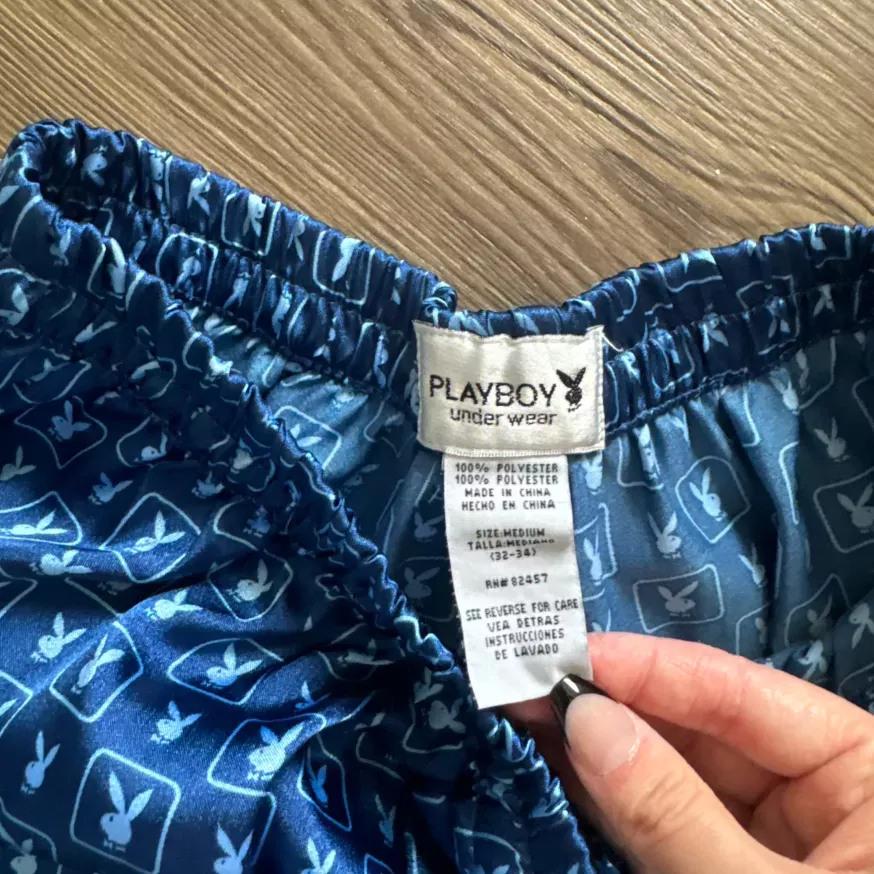 PLAYBOY
under wear
100% POLYESTER
100% POLYESTER
MADE IN CHINA
HECHO EN CHINA
SIZE:MEDIUM
TALLA:MEDIANO
(32-34)
RN# 82457
SEE REVERSE FOR CARE
VEA DETRAS
INSTRUCCIONES
DE LAVADO